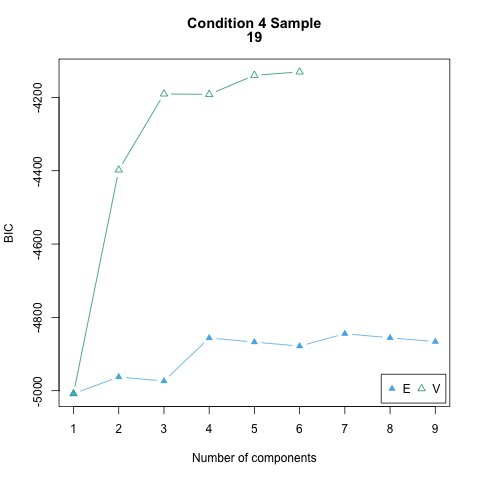 Condition 4 Sample
19
BIC
-4200
-4400
-4600
-4800
-5000
E V
1 2 3 4 5 6 7 8 9
Number of components